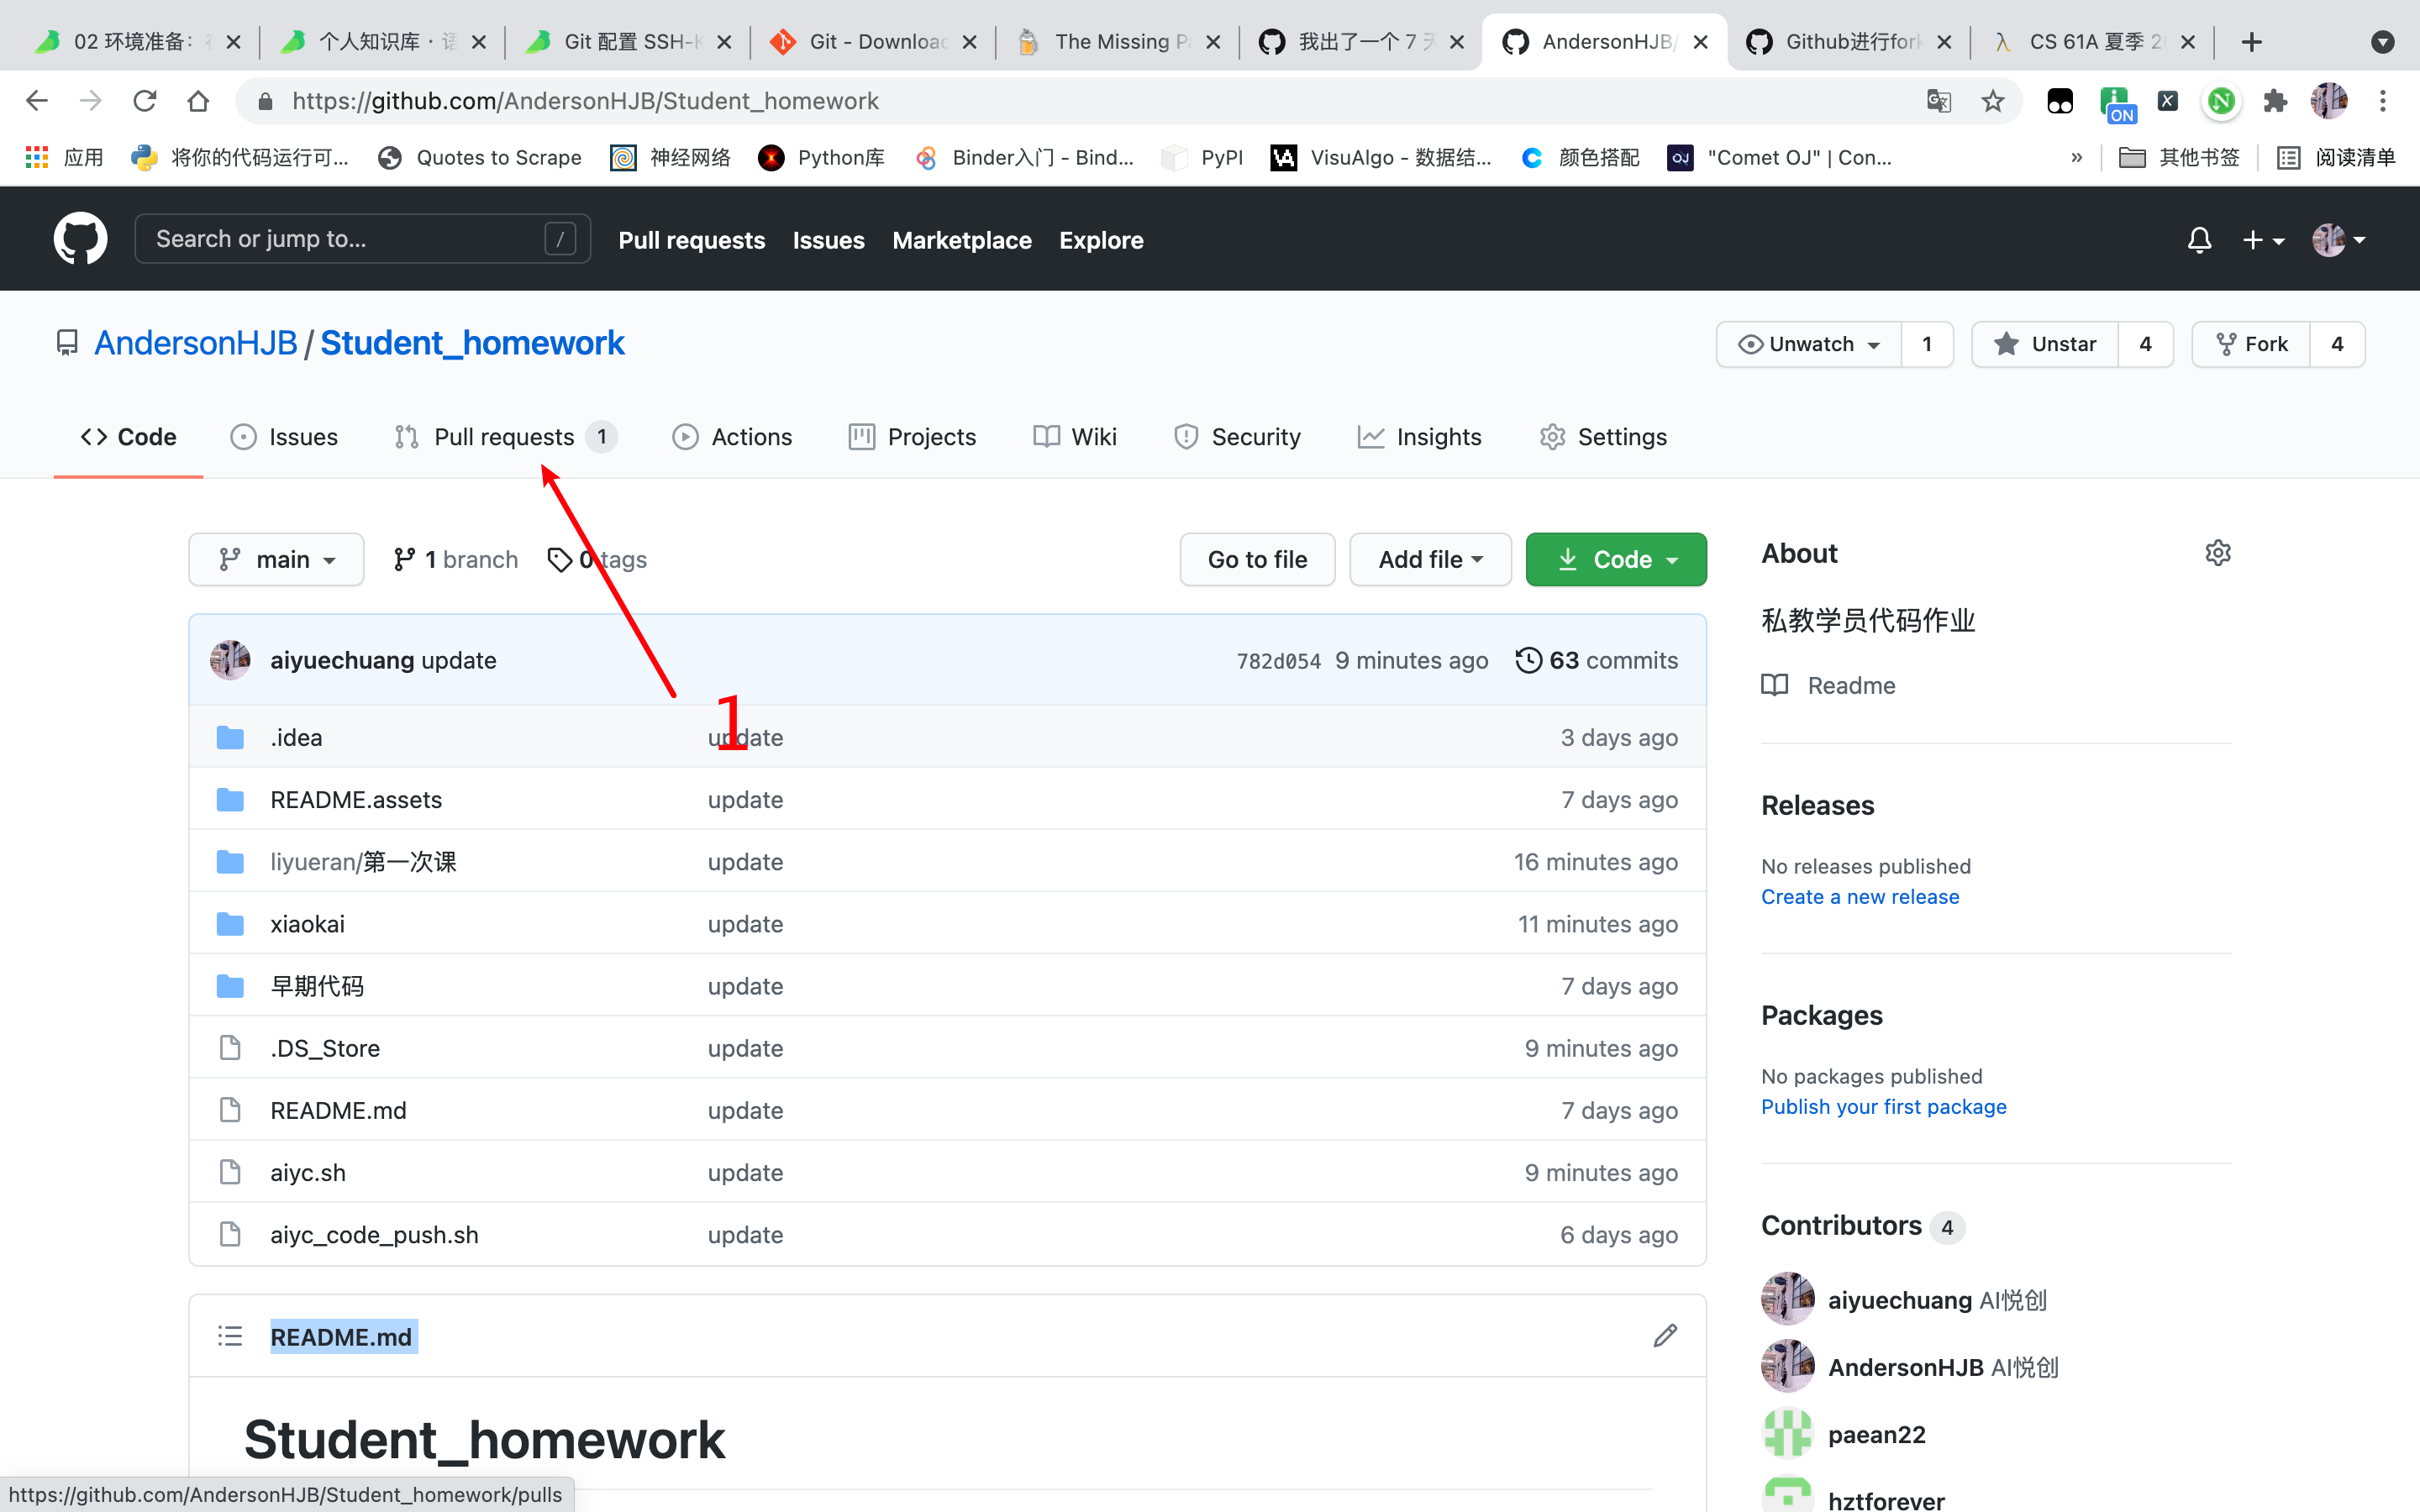 02 环境准备：
个人知识库 · 语
Git 配置 SSH-K
Git - Downloa
The Missing P
我出了一个 7 天
AndersonHJB/
Github进行for
CS 61A 夏季 2
https://github.com/AndersonHJB/Student_homework
ON
应用
将你的代码运行可...
Quotes to Scrape
神经网络
Python库
Binder入门 - Bind...
PyPI
VisuAlgo - 数据结...
颜色搭配
"Comet OJ" | Con...
»
其他书签
阅读清单
Search or jump to...
/
Pull requests
Issues
Marketplace
Explore
AndersonHJB / Student_homework
Unwatch 1
Unstar 4
Fork 4
Code
Issues
Pull requests 1
Actions
Projects
Wiki
Security
Insights
Settings
main
1 branch
0 tags
Go to file
Add file
Code
aiyuechuang update
782d054 9 minutes ago
63 commits
1
.idea update 3 days ago
README.assets update 7 days ago
liyueran/第一次课 update 16 minutes ago
xiaokai update 11 minutes ago
早期代码 update 7 days ago
.DS_Store update 9 minutes ago
README.md update 7 days ago
aiyc.sh update 9 minutes ago
aiyc_code_push.sh update 6 days ago
README.md
Student_homework
About
私教学员代码作业
Readme
Releases
No releases published
Create a new release
Packages
No packages published
Publish your first package
Contributors 4
aiyuechuang AI悦创
AndersonHJB AI悦创
paean22
hztforever
https://github.com/AndersonHJB/Student_homework/pulls